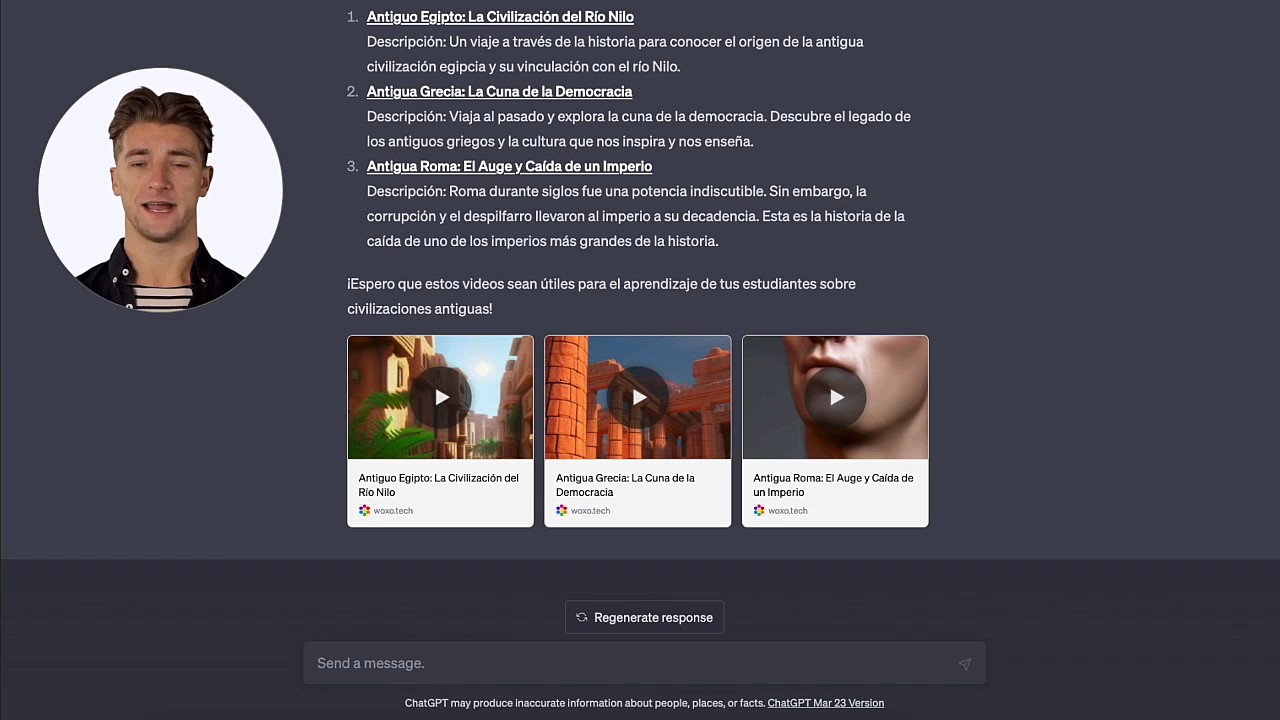 1. Antiguo Egipto: La Civilización del Río Nilo
Descripción: Un viaje a través de la historia para conocer el origen de la antigua
civilización egipcia y su vinculación con el río Nilo.
2. Antigua Grecia: La Cuna de la Democracia
Descripción: Viaja al pasado y explora la cuna de la democracia. Descubre el legado de
los antiguos griegos y la cultura que nos inspira y nos enseña.
3. Antigua Roma: El Auge y Caída de un Imperio
Descripción: Roma durante siglos fue una potencia indiscutible. Sin embargo, la
corrupción y el despilfarro llevaron al imperio a su decadencia. Esta es la historia de la
caída de uno de los imperios más grandes de la historia.
¡Espero que estos videos sean útiles para el aprendizaje de tus estudiantes sobre
civilizaciones antiguas!
Antiguo Egipto: La Civilización del
Río Nilo
woxo.tech
Antigua Grecia: La Cuna de la
Democracia
woxo.tech
Antigua Roma: El Auge y Caída de
un Imperio
woxo.tech
Regenerate response
Send a message.
ChatGPT may produce inaccurate information about people, places, or facts. ChatGPT Mar 23 Version